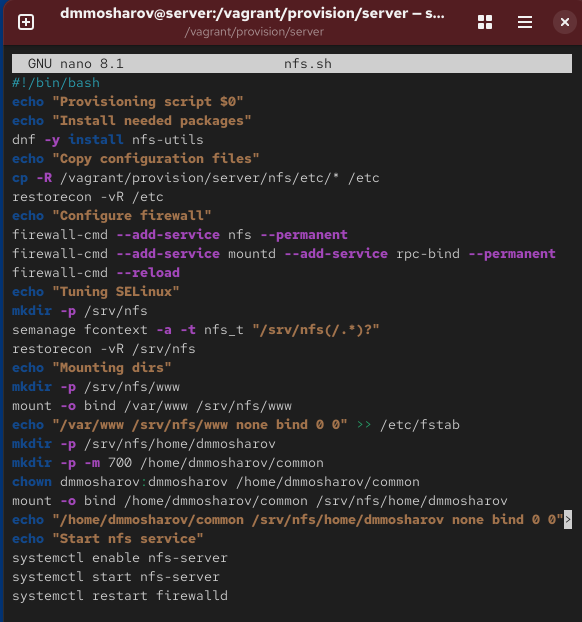 dmmosharov@server:/vagrant/provision/server — s...
/vagrant/provision/server
GNU nano 8.1 nfs.sh
#!/bin/bash
echo "Provisioning script $0"
echo "Install needed packages"
dnf -y install nfs-utils
echo "Copy configuration files"
cp -R /vagrant/provision/server/nfs/etc/* /etc
restorecon -vR /etc
echo "Configure firewall"
firewall-cmd --add-service nfs --permanent
firewall-cmd --add-service mountd --add-service rpc-bind --permanent
firewall-cmd --reload
echo "Tuning SELinux"
mkdir -p /srv/nfs
semanage fcontext -a -t nfs_t "/srv/nfs(/.*)?"
restorecon -vR /srv/nfs
echo "Mounting dirs"
mkdir -p /srv/nfs/www
mount -o bind /var/www /srv/nfs/www
echo "/var/www /srv/nfs/www none bind 0 0" >> /etc/fstab
mkdir -p /srv/nfs/home/dmmosharov
mkdir -p -m 700 /home/dmmosharov/common
chown dmmosharov:dmmosharov /home/dmmosharov/common
mount -o bind /home/dmmosharov/common /srv/nfs/home/dmmosharov
echo "/home/dmmosharov/common /srv/nfs/home/dmmosharov none bind 0 0">
echo "Start nfs service"
systemctl enable nfs-server
systemctl start nfs-server
systemctl restart firewalld